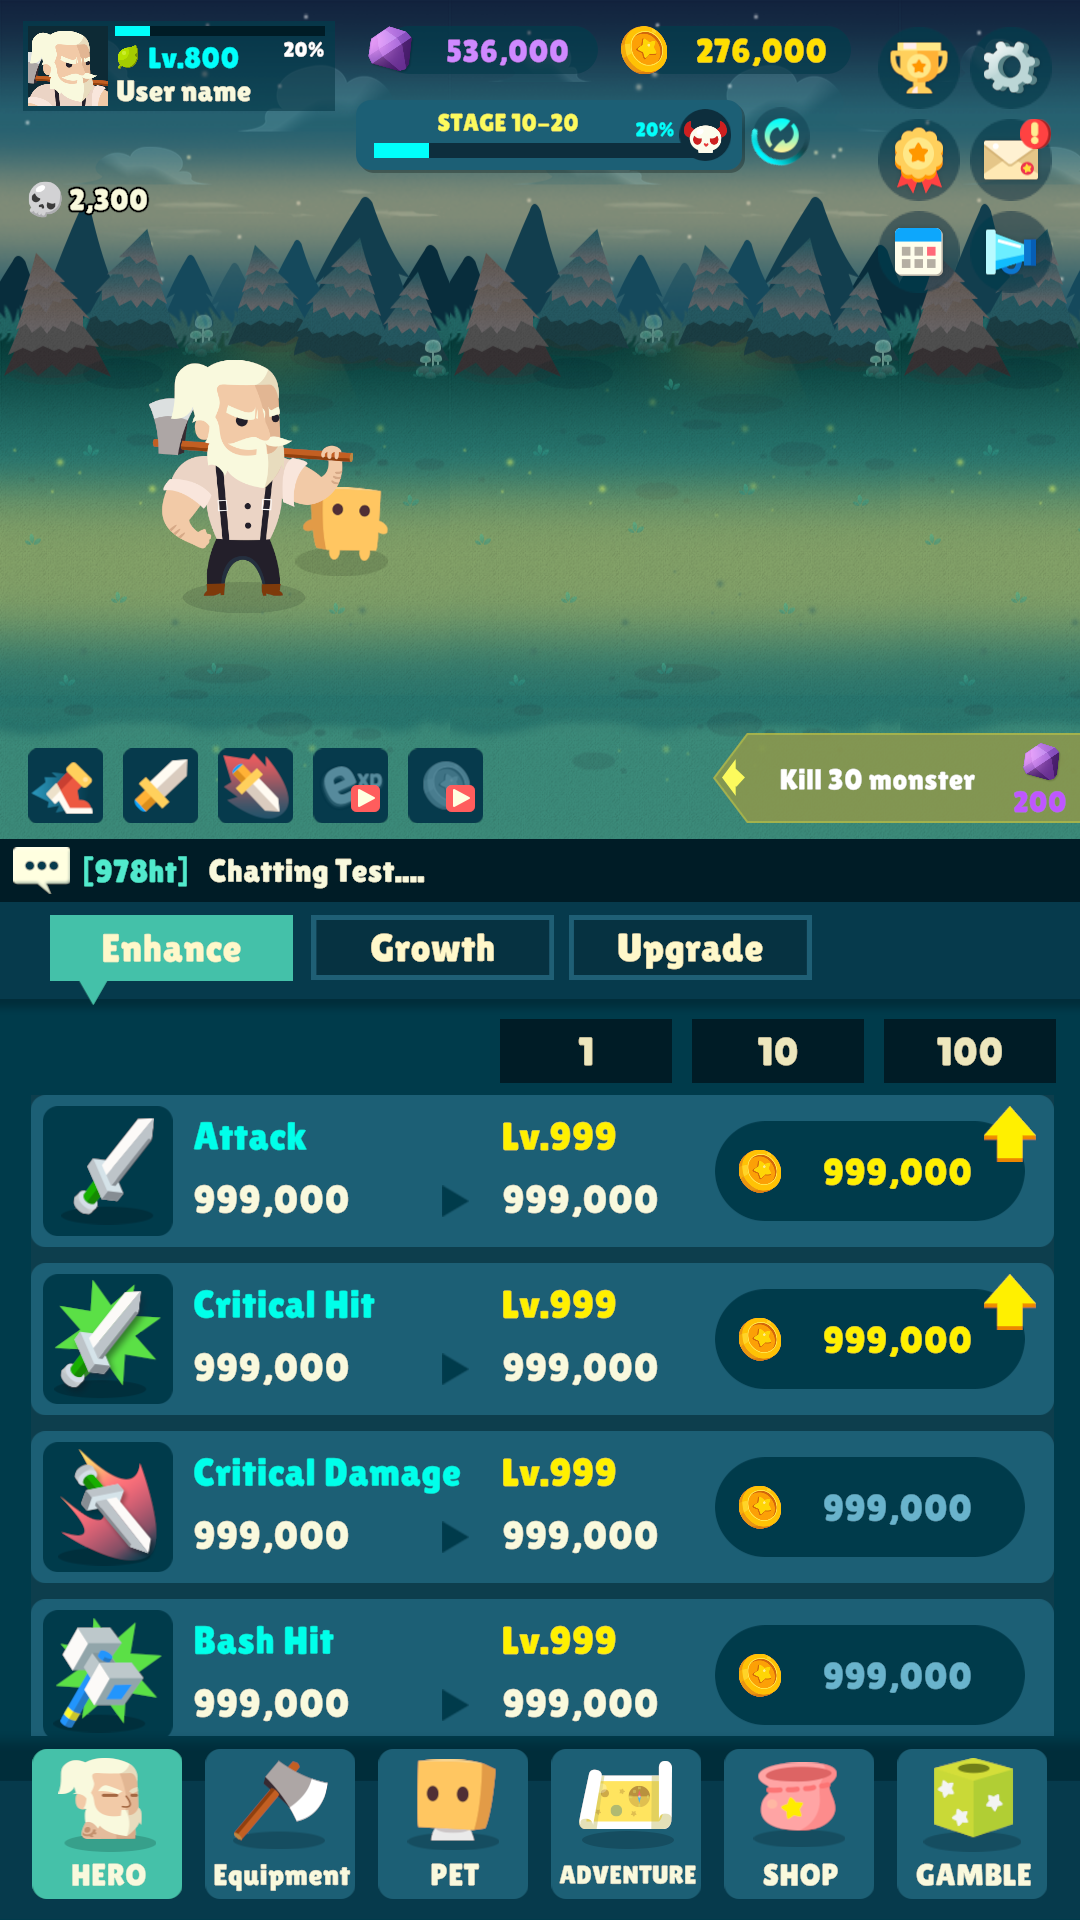 Lv.800
20%
User name
536,000
276,000
STAGE 10-20
20%
2,300
exp
Kill 30 monster
200
[978ht] Chatting Test....
Enhance
Growth
Upgrade
1
10
100
Attack
Lv.999
999,000
999,000
999,000
Critical Hit
Lv.999
999,000
999,000
999,000
Critical Damage
Lv.999
999,000
999,000
999,000
Bash Hit
Lv.999
999,000
999,000
999,000
HERO
Equipment
PET
ADVENTURE
SHOP
GAMBLE